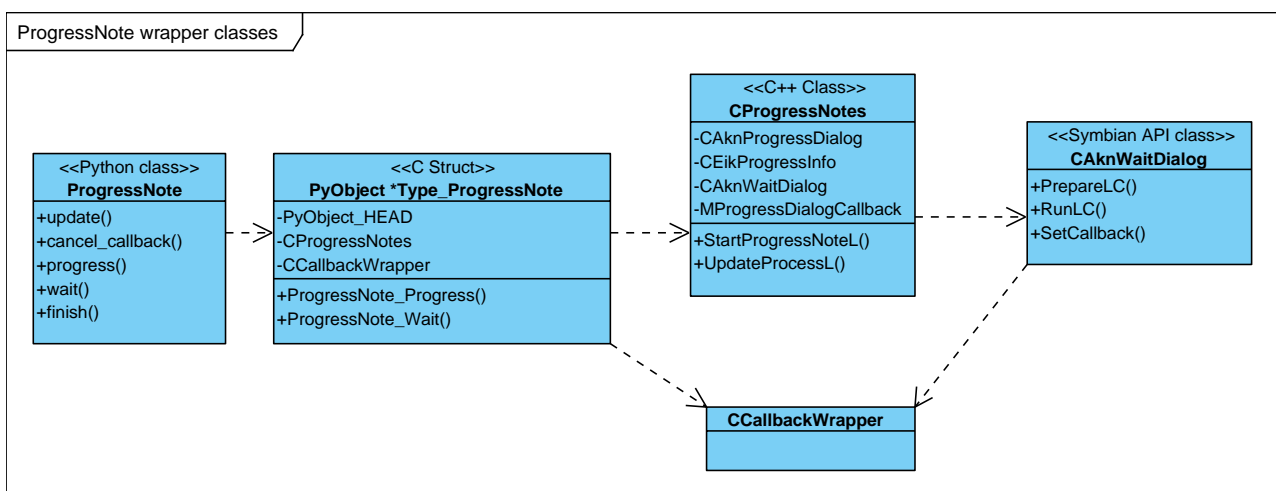 ProgressNote wrapper classes
<<Python class>>
ProgressNote
+update()
+cancel_callback()
+progress()
+wait()
+finish()
<<C Struct>>
PyObject *Type_ProgressNote
-PyObject_HEAD
-CProgressNotes
-CCallbackWrapper
+ProgressNote_Progress()
+ProgressNote_Wait()
<<C++ Class>>
CProgressNotes
-CAknProgressDialog
-CEikProgressInfo
-CAknWaitDialog
-MProgressDialogCallback
+StartProgressNoteL()
+UpdateProcessL()
<<Symbian API class>>
CAknWaitDialog
+PrepareLC()
+RunLC()
+SetCallback()
CCallbackWrapper